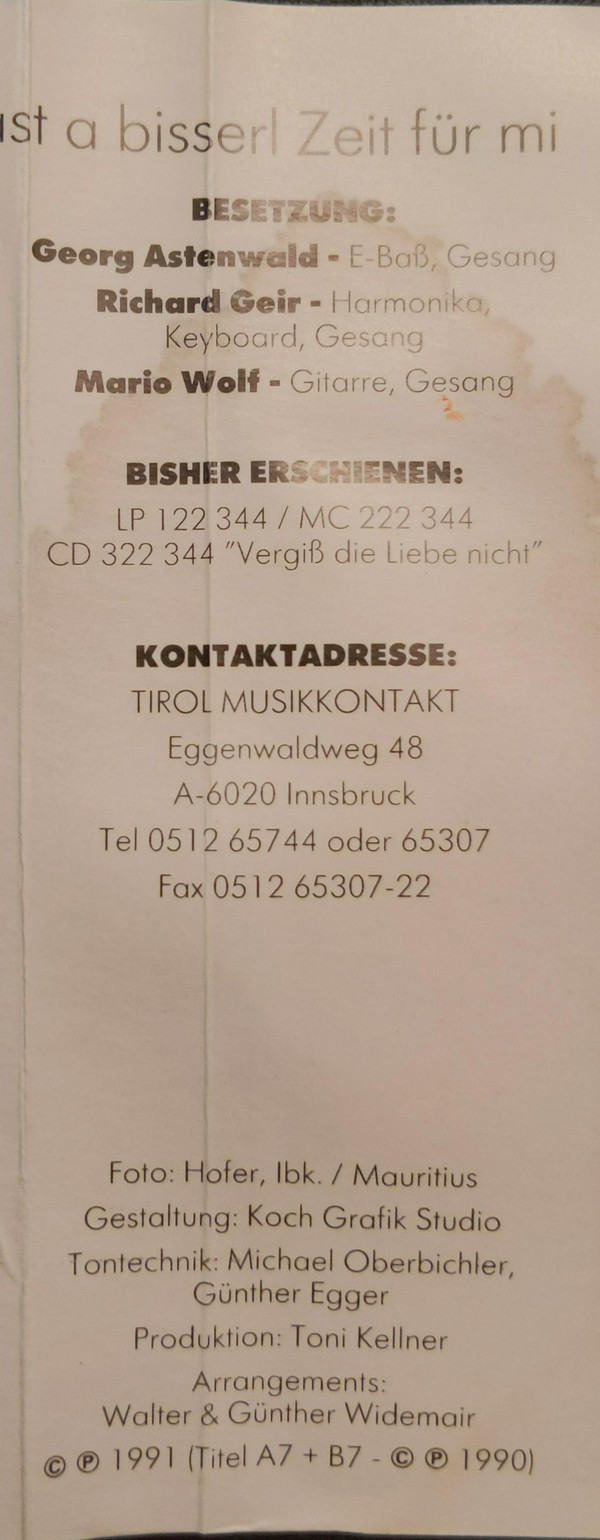 a bisserl Zeit für mi
BESETZUNG:
Georg Astenwald - E-Baß, Gesang
Richard Geir - Harmonika,
Keyboard, Gesang
Mario Wolf - Gitarre, Gesang
BISHER ERSCHIENEN:
LP 122 344 / MC 222 344
CD 322 344 "Vergiß die Liebe nicht"
KONTAKTADRESSE:
TIROL MUSIKKONTAKT
Eggenwaldweg 48
A-6020 Innsbruck
Tel 0512 65744 oder 65307
Fax 0512 65307-22
Foto: Hofer, Ibk. / Mauritius
Gestaltung: Koch Grafik Studio
Tontechnik: Michael Oberbichler,
Günther Egger
Produktion: Toni Kellner
Arrangements:
Walter & Günther Widemair
© ℗ 1991 (Titel A7 + B7 - © ℗ 1990)